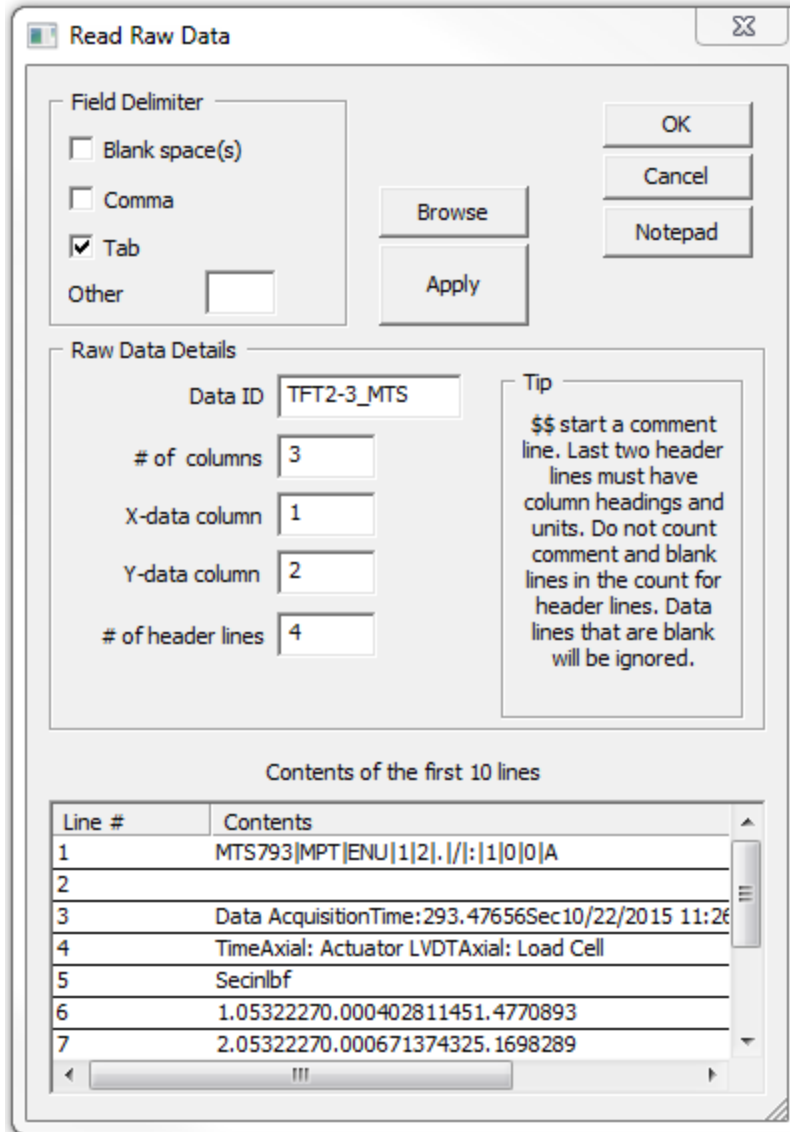 Read Raw Data
Field Delimiter
Blank space(s)
Comma
Tab
Other
Browse
Apply
OK
Cancel
Notepad
Raw Data Details
Data ID TFT2-3_MTS
# of columns 3
X-data column 1
Y-data column 2
# of header lines 4
Tip
$$ start a comment
line. Last two header
lines must have
column headings and
units. Do not count
comment and blank
lines in the count for
header lines. Data
lines that are blank
will be ignored.
Contents of the first 10 lines
Line # Contents
1 MTS793|MPT|ENU|1|2|.|/|:|1|0|0|A
2
3 Data AcquisitionTime:293.47656Sec10/22/2015 11:26
4 TimeAxial: Actuator LVDTAxial: Load Cell
5 Secinlbf
6 1.05322270.000402811451.4770893
7 2.05322270.000671374325.1698289